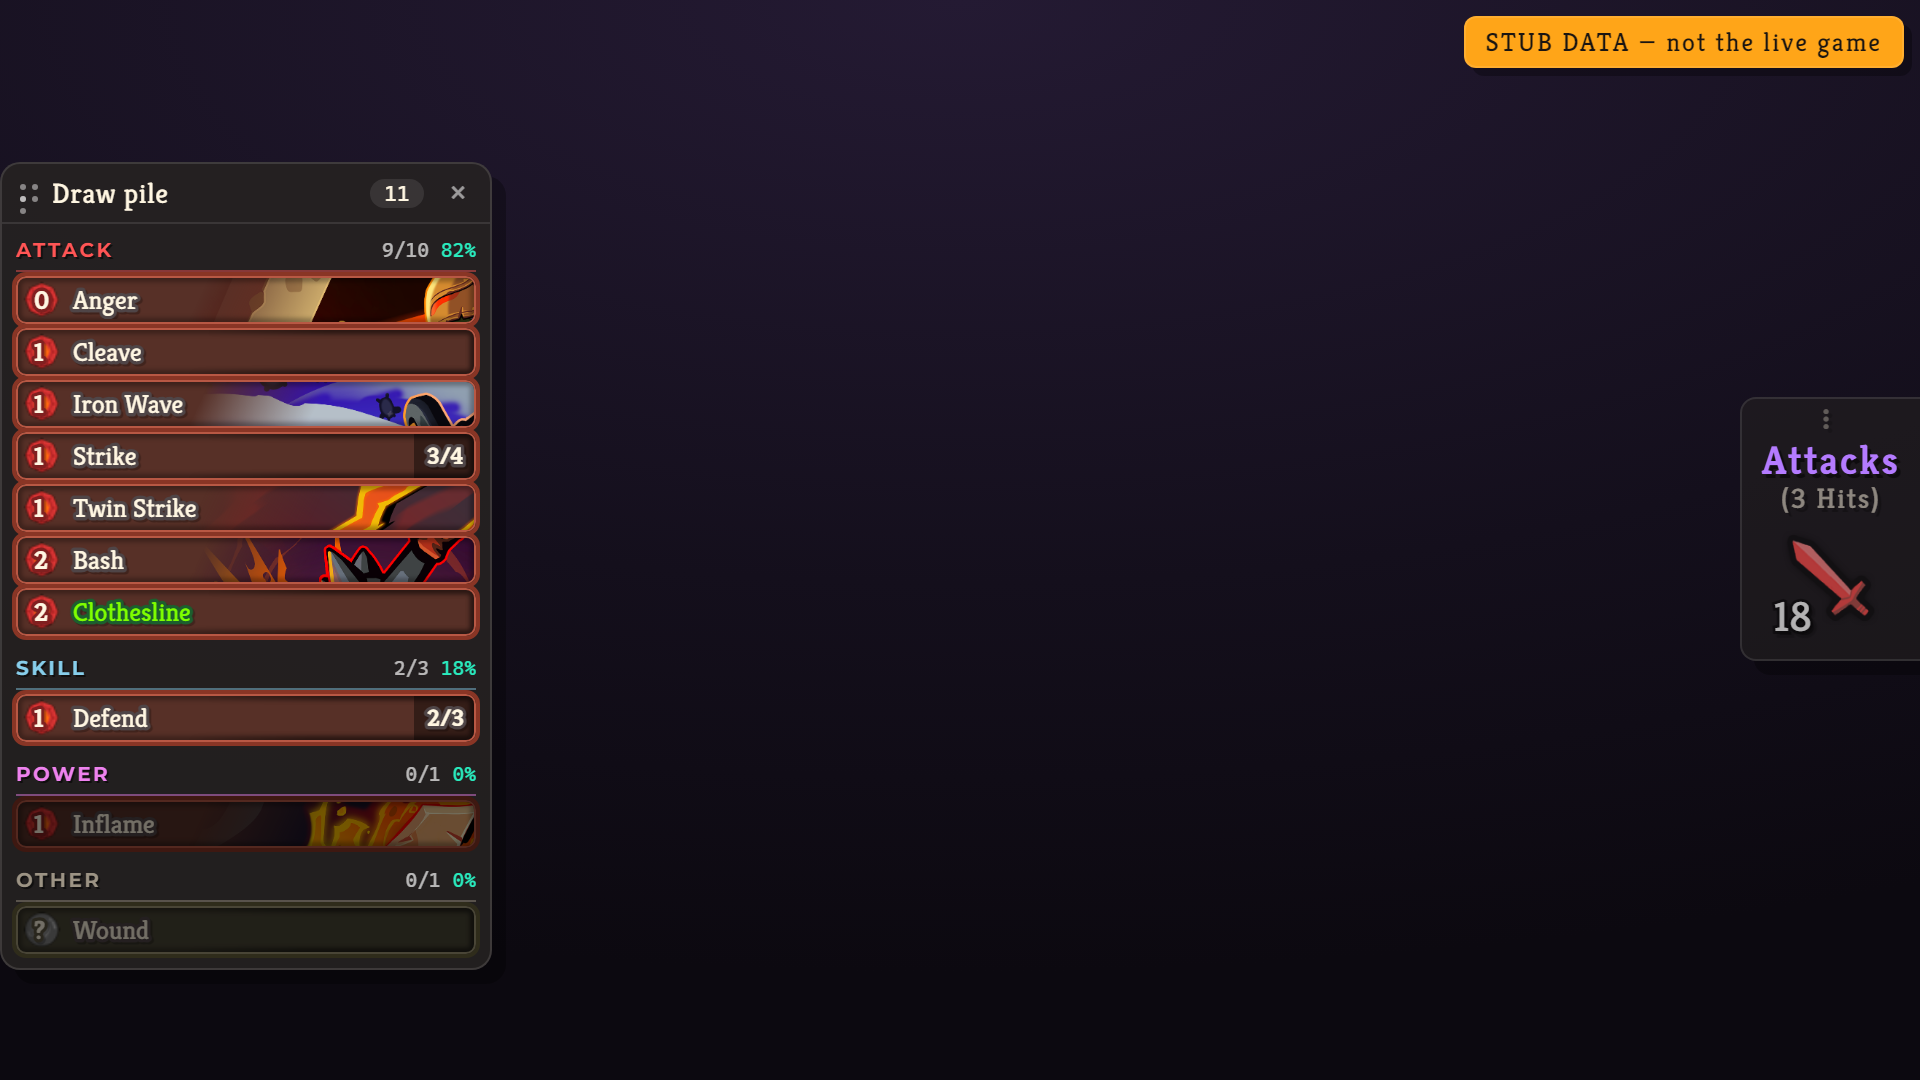 STUB DATA – not the live game
Draw pile 11 ×
ATTACK 9/10 82%
0 Anger
1 Cleave
1 Iron Wave
1 Strike 3/4
1 Twin Strike
2 Bash
2 Clothesline
SKILL 2/3 18%
1 Defend 2/3
POWER 0/1 0%
1 Inflame
OTHER 0/1 0%
? Wound
Attacks
(3 Hits)
18